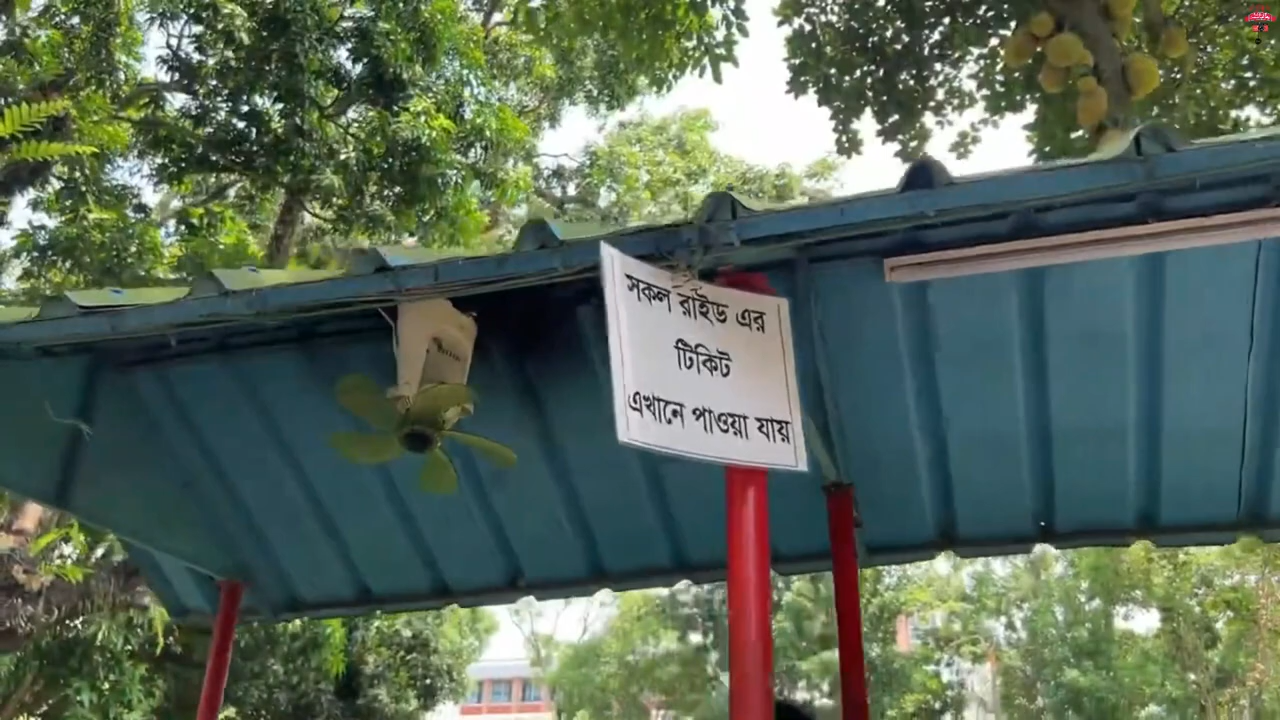 সকল রাইড এর
টিকিট
এখানে পাওয়া যায়